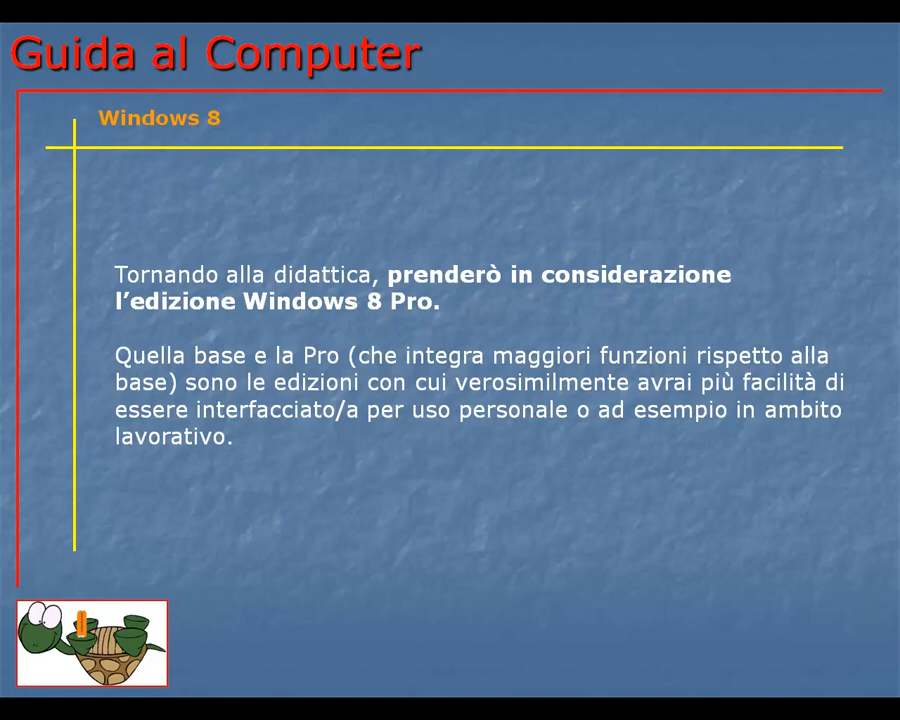 Guida al Computer
Windows 8
Tornando alla didattica, prenderò in considerazione
l’edizione Windows 8 Pro.
Quella base e la Pro (che integra maggiori funzioni rispetto alla
base) sono le edizioni con cui verosimilmente avrai più facilità di
essere interfacciato/a per uso personale o ad esempio in ambito
lavorativo.